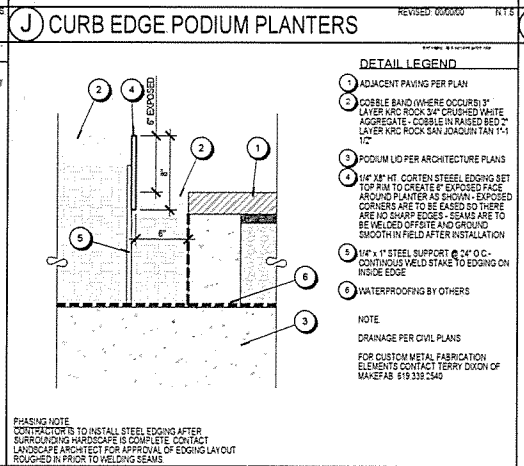 J CURB EDGE PODIUM PLANTERS
REVISED: 00/00/00 N.T.S
DETAIL LEGEND
1 ADJACENT PAVING PER PLAN
2 COBBLE BAND (WHERE OCCURS) 3"
LAYER KRC ROCK 3/4" CRUSHED WHITE
AGGREGATE - COBBLE IN RAISED BED 2"
LAYER KRC ROCK SAN JOAQUIN TAN 1"-1
1/2"
3 PODIUM LID PER ARCHITECTURE PLANS
4 1/4" X8" HT. CORTEN STEEEL EDGING SET
TOP RIM TO CREATE 6" EXPOSED FACE
AROUND PLANTER AS SHOWN - EXPOSED
CORNERS ARE TO BE EASED SO THERE
ARE NO SHARP EDGES - SEAMS ARE TO
BE WELDED OFFSITE AND GROUND
SMOOTH IN FIELD AFTER INSTALLATION
5 1/4" x 1" STEEL SUPPORT @ 24" O.C.-
CONTINOUS WELD STAKE TO EDGING ON
INSIDE EDGE
6 WATERPROOFING BY OTHERS
NOTE
DRAINAGE PER CIVIL PLANS
FOR CUSTOM METAL FABRICATION
ELEMENTS CONTACT TERRY DIXON OF
MAKEFAB 619.339.2540
2
4
6" EXPOSED
8"
2
1
5
6"
6
3
PHASING NOTE
CONTRACTOR IS TO INSTALL STEEL EDGING AFTER
SURROUNDING HARDSCAPE IS COMPLETE. CONTACT
LANDSCAPE ARCHITECT FOR APPROVAL OF EDGING LAYOUT
ROUGHED IN PRIOR TO WELDING SEAMS.